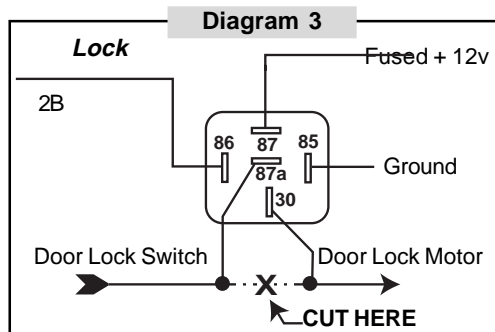 Diagram 3
Lock
Fused + 12v
2B
86
87
85
87a
Ground
30
Door Lock Switch
Door Lock Motor
X
CUT HERE